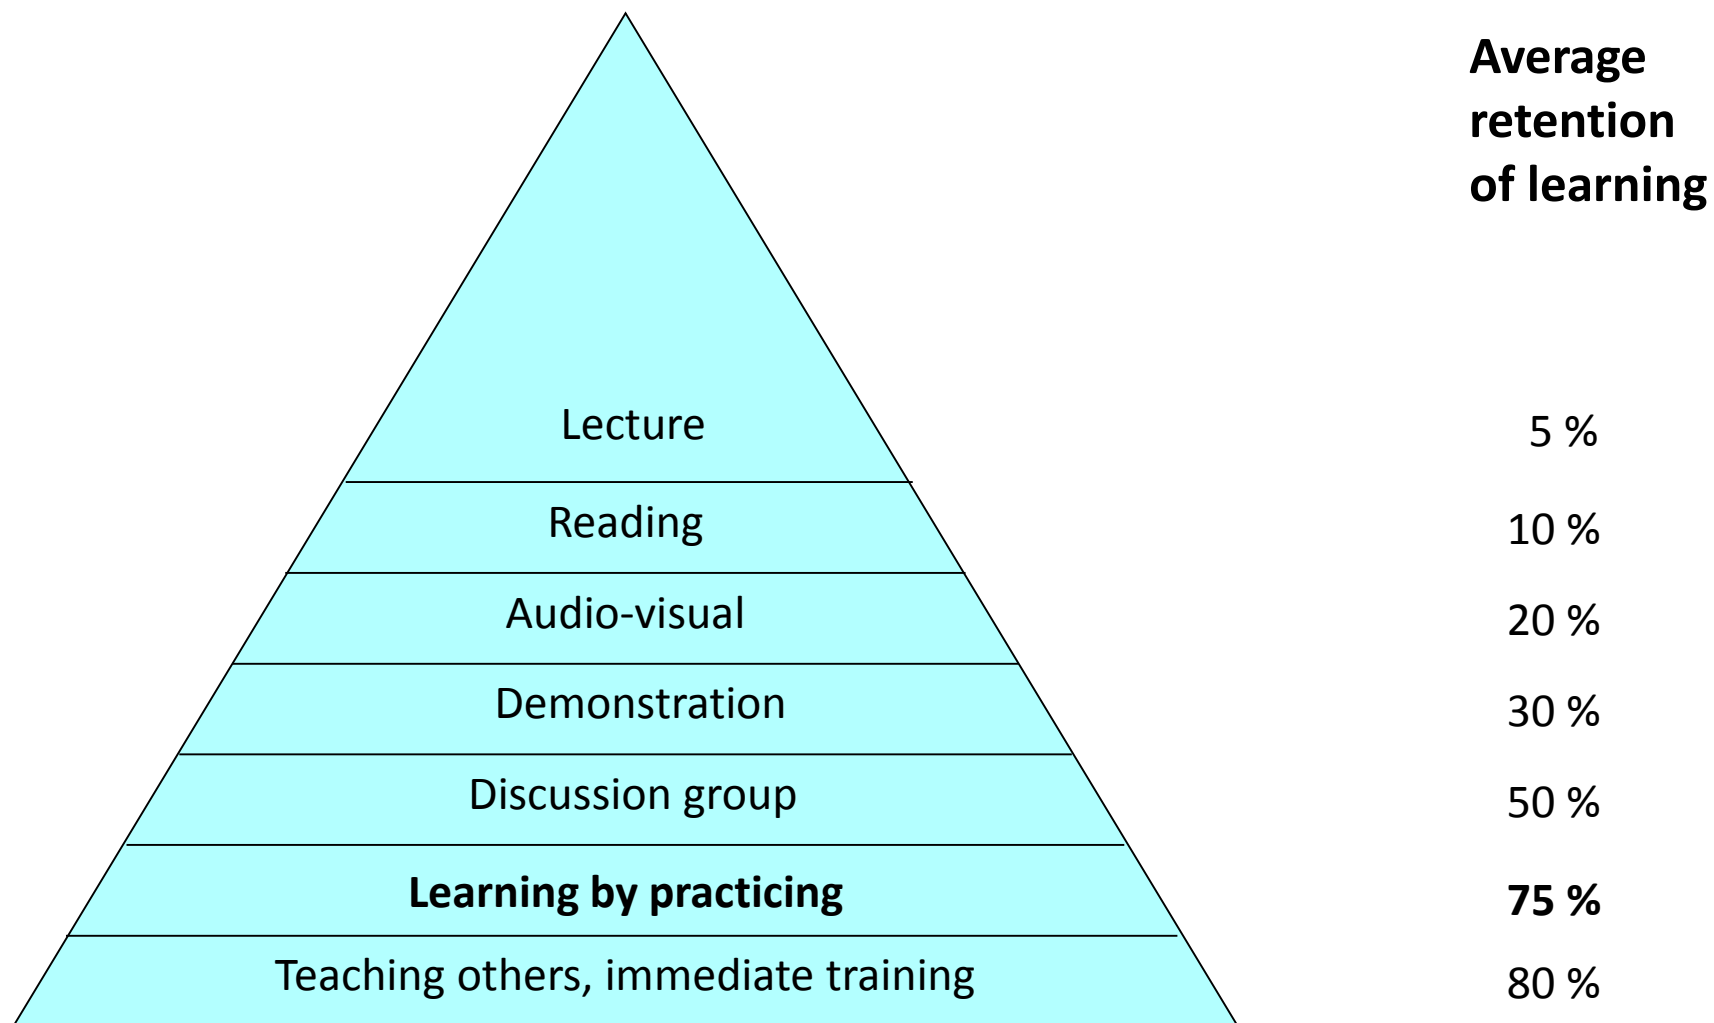 Average
retention
of learning
Lecture 5 %
Reading 10 %
Audio-visual 20 %
Demonstration 30 %
Discussion group 50 %
Learning by practicing 75 %
Teaching others, immediate training 80 %